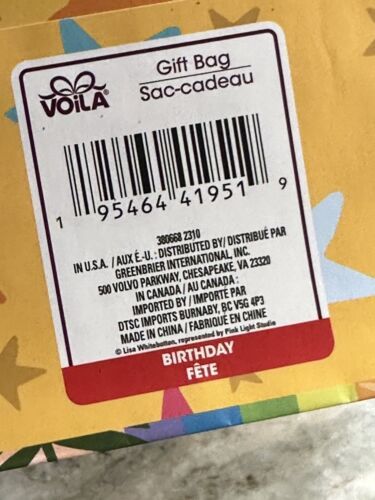 VOiLA®
Gift Bag
Sac-cadeau
1 95464 41951 9
380668 2310
IN U.S.A. / AUX É.-U. : DISTRIBUTED BY/ DISTRIBUÉ PAR
GREENBRIER INTERNATIONAL, INC.
500 VOLVO PARKWAY, CHESAPEAKE, VA 23320
IN CANADA / AU CANADA :
IMPORTED BY / IMPORTÉ PAR
DTSC IMPORTS BURNABY, BC V5G 4P3
MADE IN CHINA / FABRIQUÉ EN CHINE
© Lisa Whitebutton, represented by Pink Light Studio
BIRTHDAY
FÊTE